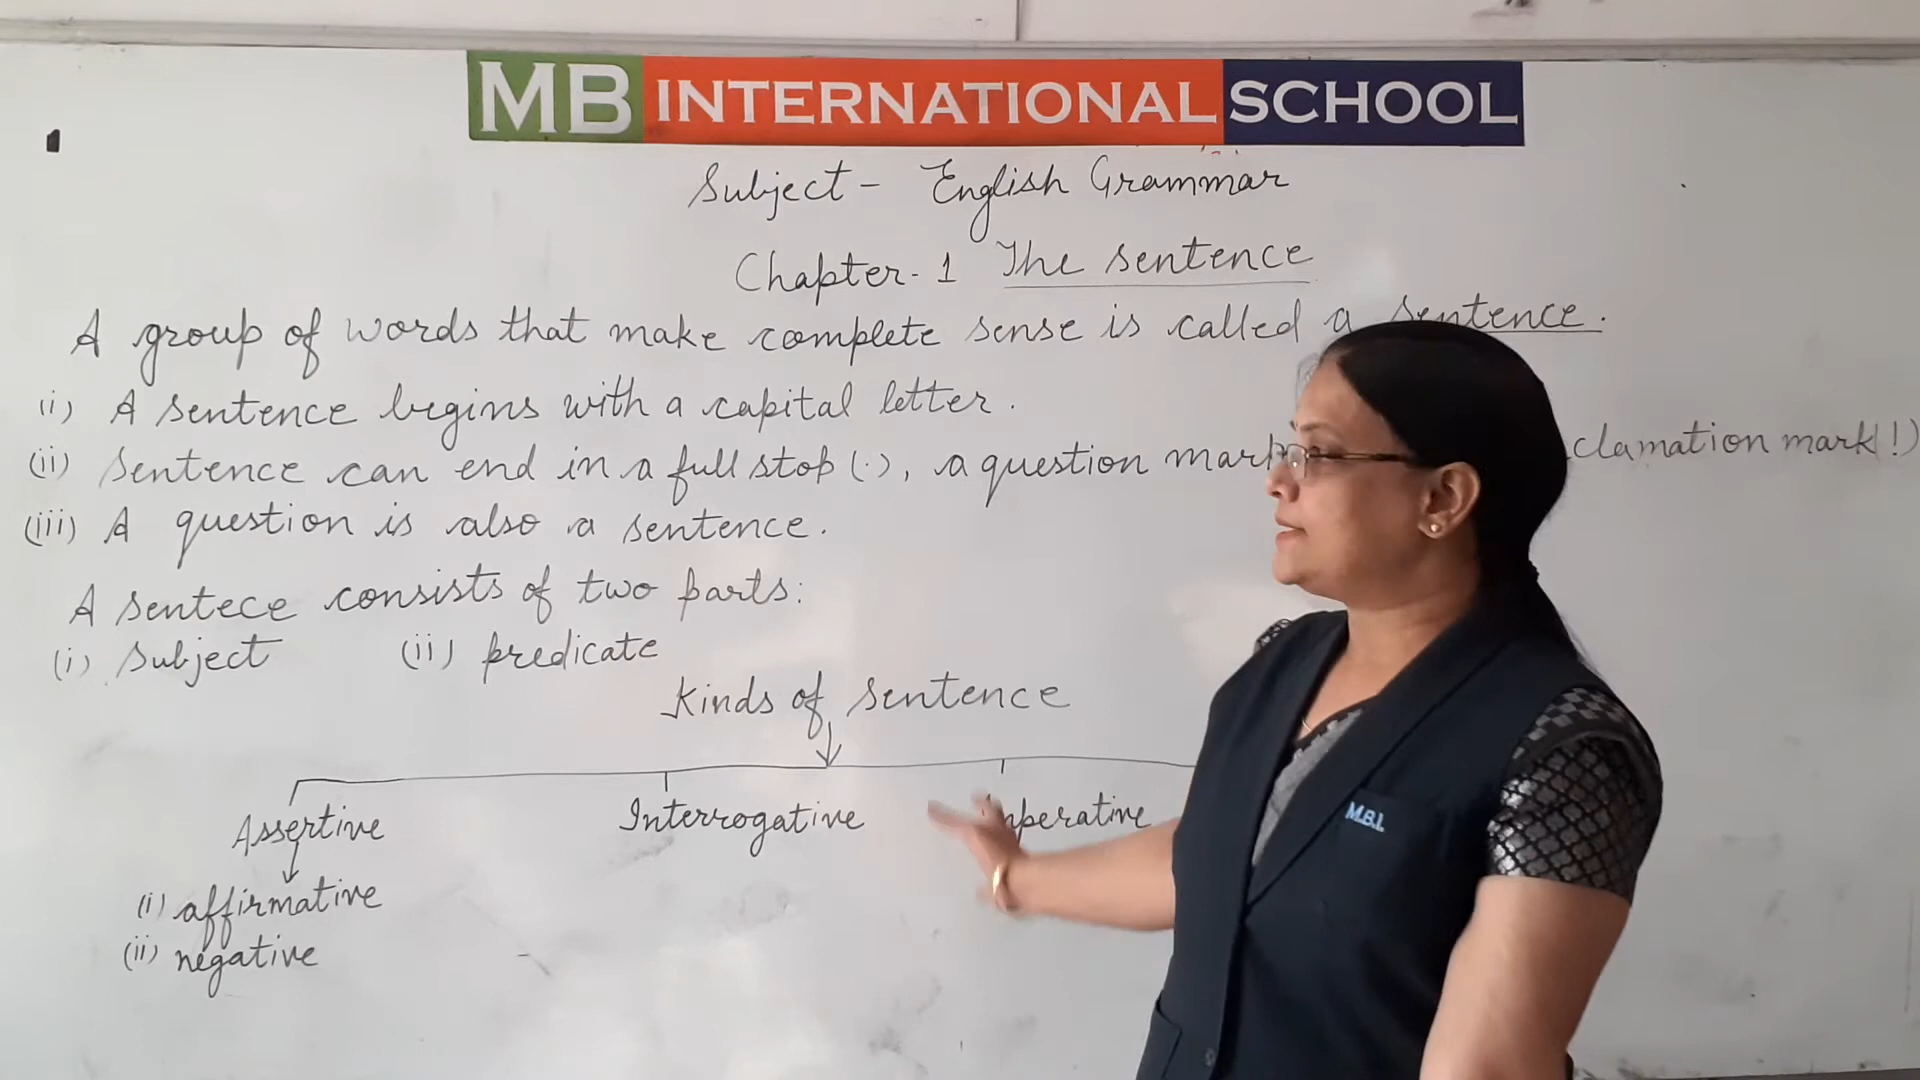 MB INTERNATIONAL SCHOOL
Subject - English Grammar
Chapter - 1 The sentence
A group of words that make complete sense is called a sentence.
(i) A sentence begins with a capital letter.
(ii) Sentence can end in a full stop (.), a question mark clamation mark!)
(iii) A question is also a sentence.
A sentece consists of two parts:
(i) Subject (ii) predicate
Kinds of sentence
Assertive Interrogative Imperative
(i) affirmative
(ii) negative
M.B.I.